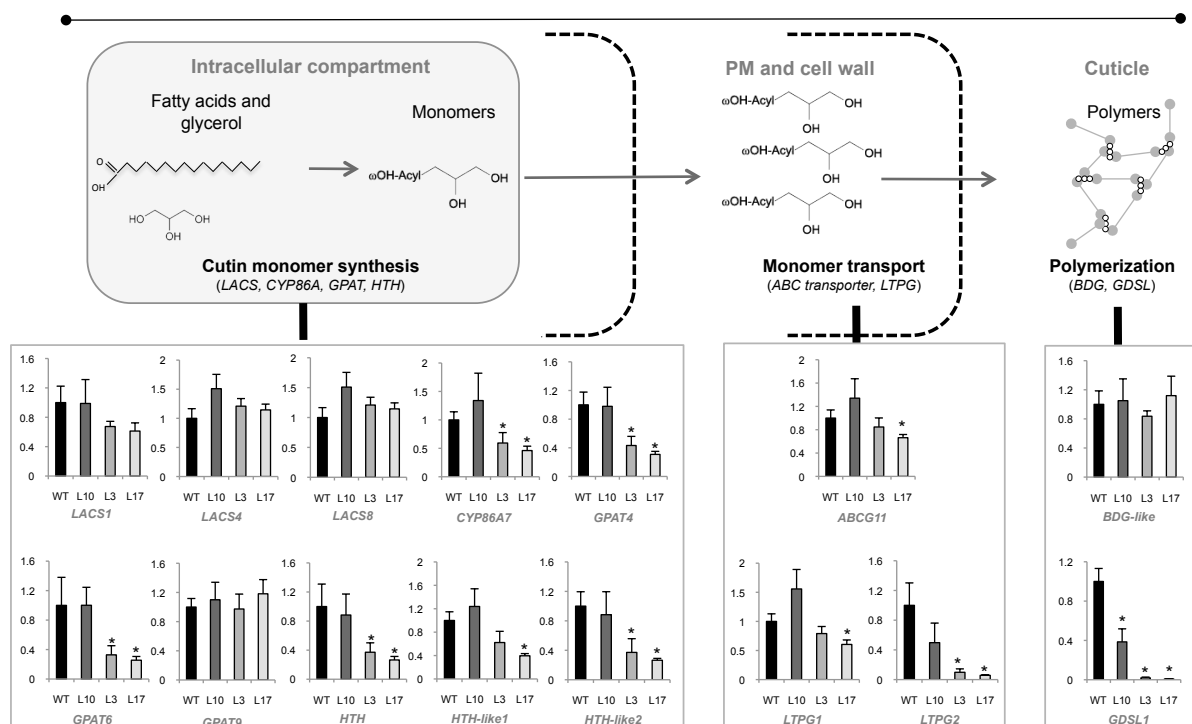 Intracellular compartment
PM and cell wall
Cuticle
Fatty acids and
glycerol
Monomers
Polymers
O
OH
HO
OH
OH
ωOH-Acyl
OH
OH
ωOH-Acyl
OH
OH
ωOH-Acyl
OH
OH
ωOH-Acyl
OH
OH
Cutin monomer synthesis
(LACS, CYP86A, GPAT, HTH)
Monomer transport
(ABC transporter, LTPG)
Polymerization
(BDG, GDSL)
1.6
1.2
0.8
0.4
0
WT L10 L3 L17
LACS1
2
1.5
1
0.5
0
WT L10 L3 L17
LACS4
2
1.5
1
0.5
0
WT L10 L3 L17
LACS8
2
1.6
1.2
0.8
0.4
0
* *
WT L10 L3 L17
CYP86A7
1.6
1.2
0.8
0.4
0
* *
WT L10 L3 L17
GPAT4
2
1.6
1.2
0.8
0.4
0
*
WT L10 L3 L17
ABCG11
1.6
1.2
0.8
0.4
0
WT L10 L3 L17
BDG-like
1.6
1.2
0.8
0.4
0
* *
WT L10 L3 L17
GPAT6
1.6
1.2
0.8
0.4
0
WT L10 L3 L17
GPAT9
1.6
1.2
0.8
0.4
0
* *
WT L10 L3 L17
HTH
2
1.6
1.2
0.8
0.4
0
*
WT L10 L3 L17
HTH-like1
1.6
1.2
0.8
0.4
0
* *
WT L10 L3 L17
HTH-like2
2
1.5
1
0.5
0
*
WT L10 L3 L17
LTPG1
1.6
1.2
0.8
0.4
0
* *
WT L10 L3 L17
LTPG2
1.2
0.8
0.4
0
* * *
WT L10 L3 L17
GDSL1